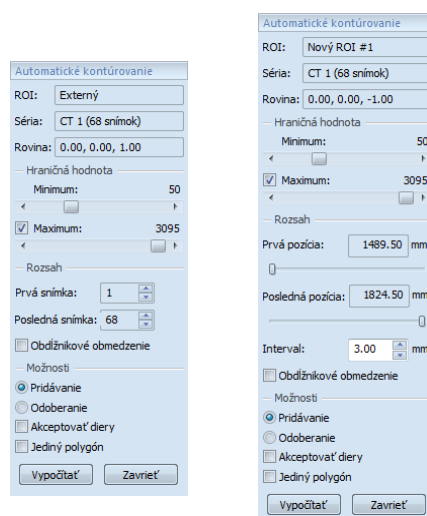 Automatické kontúrovanie
ROI: Externý
Séria: CT 1 (68 snímok)
Rovina: 0.00, 0.00, 1.00
Hraničná hodnota
Minimum: 50
Maximum: 3095
Rozsah
Prvá snímka: 1
Posledná snímka: 68
Obdĺžnikové obmedzenie
Možnosti
Pridávanie
Odoberanie
Akceptovať diery
Jediný polygón
Vypočítať Zavrieť
Automatické kontúrovanie
ROI: Nový ROI #1
Séria: CT 1 (68 snímok)
Rovina: 0.00, 0.00, -1.00
Hraničná hodnota
Minimum: 50
Maximum: 3095
Rozsah
Prvá pozícia: 1489.50 mm
Posledná pozícia: 1824.50 mm
Interval: 3.00 mm
Obdĺžnikové obmedzenie
Možnosti
Pridávanie
Odoberanie
Akceptovať diery
Jediný polygón
Vypočítať Zavrieť